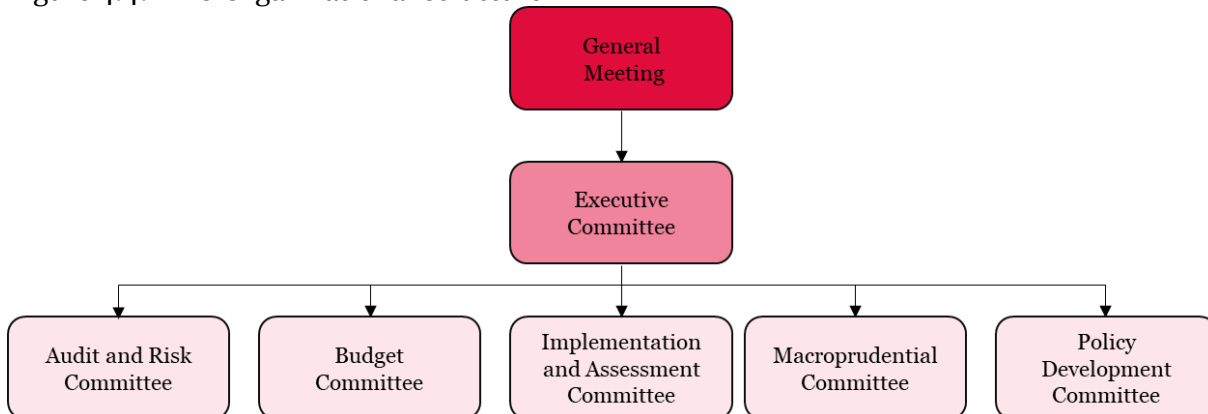 General
Meeting
Executive
Committee
Audit and Risk
Committee
Budget
Committee
Implementation
and Assessment
Committee
Macroprudential
Committee
Policy
Development
Committee